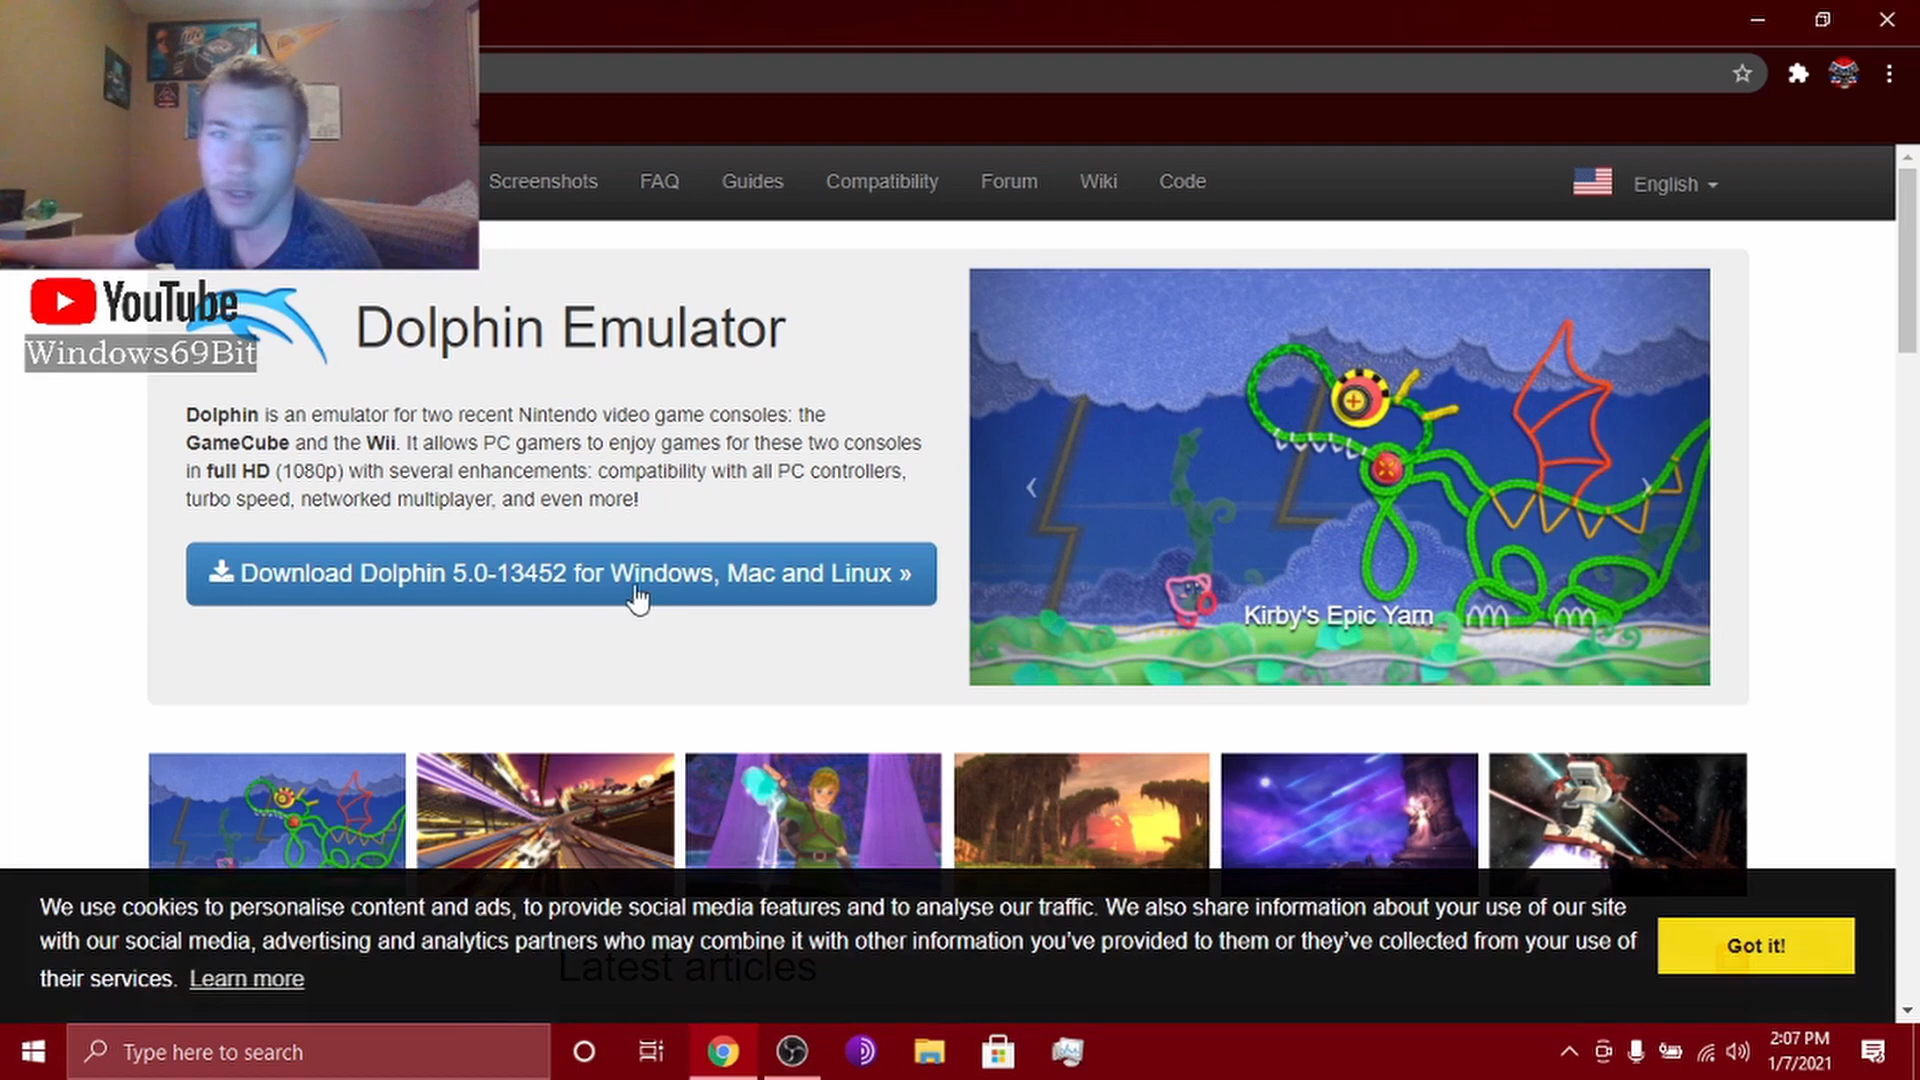 Screenshots FAQ Guides Compatibility Forum Wiki Code English
YouTube
Windows69Bit
Dolphin Emulator
Dolphin is an emulator for two recent Nintendo video game consoles: the
GameCube and the Wii. It allows PC gamers to enjoy games for these two consoles
in full HD (1080p) with several enhancements: compatibility with all PC controllers,
turbo speed, networked multiplayer, and even more!
Download Dolphin 5.0-13452 for Windows, Mac and Linux »
Kirby's Epic Yarn
We use cookies to personalise content and ads, to provide social media features and to analyse our traffic. We also share information about your use of our site
with our social media, advertising and analytics partners who may combine it with other information you've provided to them or they've collected from your use of
their services. Learn more
Got it!
Latest articles
Type here to search
2:07 PM
1/7/2021